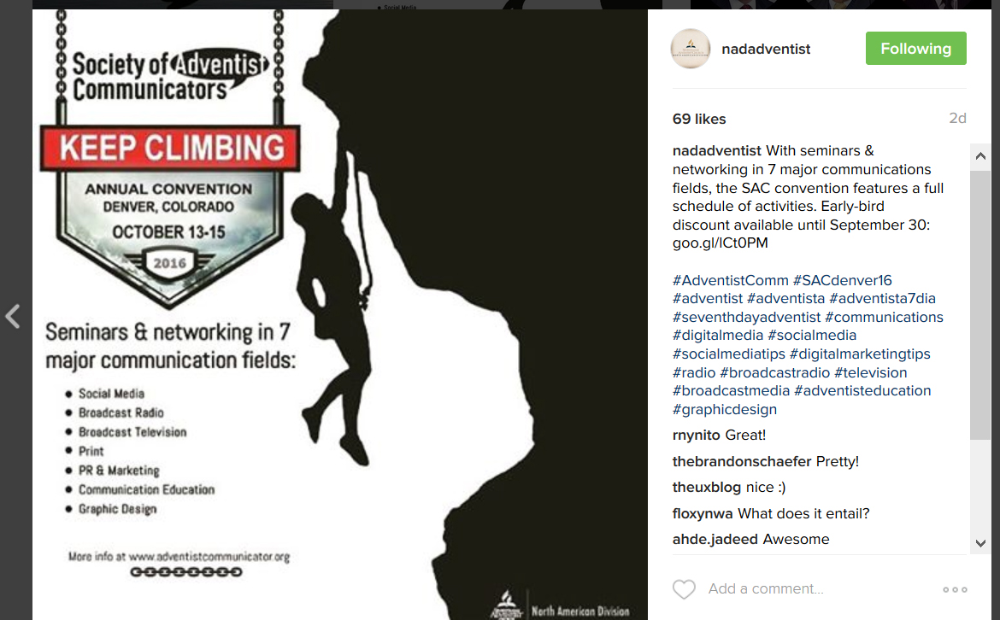 Social Media
Society of Adventist
Communicators
KEEP CLIMBING
ANNUAL CONVENTION
DENVER, COLORADO
OCTOBER 13-15
2016
Seminars & networking in 7
major communication fields:
● Social Media
● Broadcast Radio
● Broadcast Television
● Print
● PR & Marketing
● Communication Education
● Graphic Design
More info at www.adventistcommunicator.org
North American Division
nadadventist
Following
69 likes
2d
nadadventist With seminars &
networking in 7 major communications
fields, the SAC convention features a full
schedule of activities. Early-bird
discount available until September 30:
goo.gl/lCt0PM
#AdventistComm #SACdenver16
#adventist #adventista #adventista7dia
#seventhdayadventist #communications
#digitalmedia #socialmedia
#socialmediatips #digitalmarketingtips
#radio #broadcastradio #television
#broadcastmedia #adventisteducation
#graphicdesign
rnynito Great!
thebrandonschaefer Pretty!
theuxblog nice :)
floxynwa What does it entail?
ahde.jadeed Awesome
Add a comment...